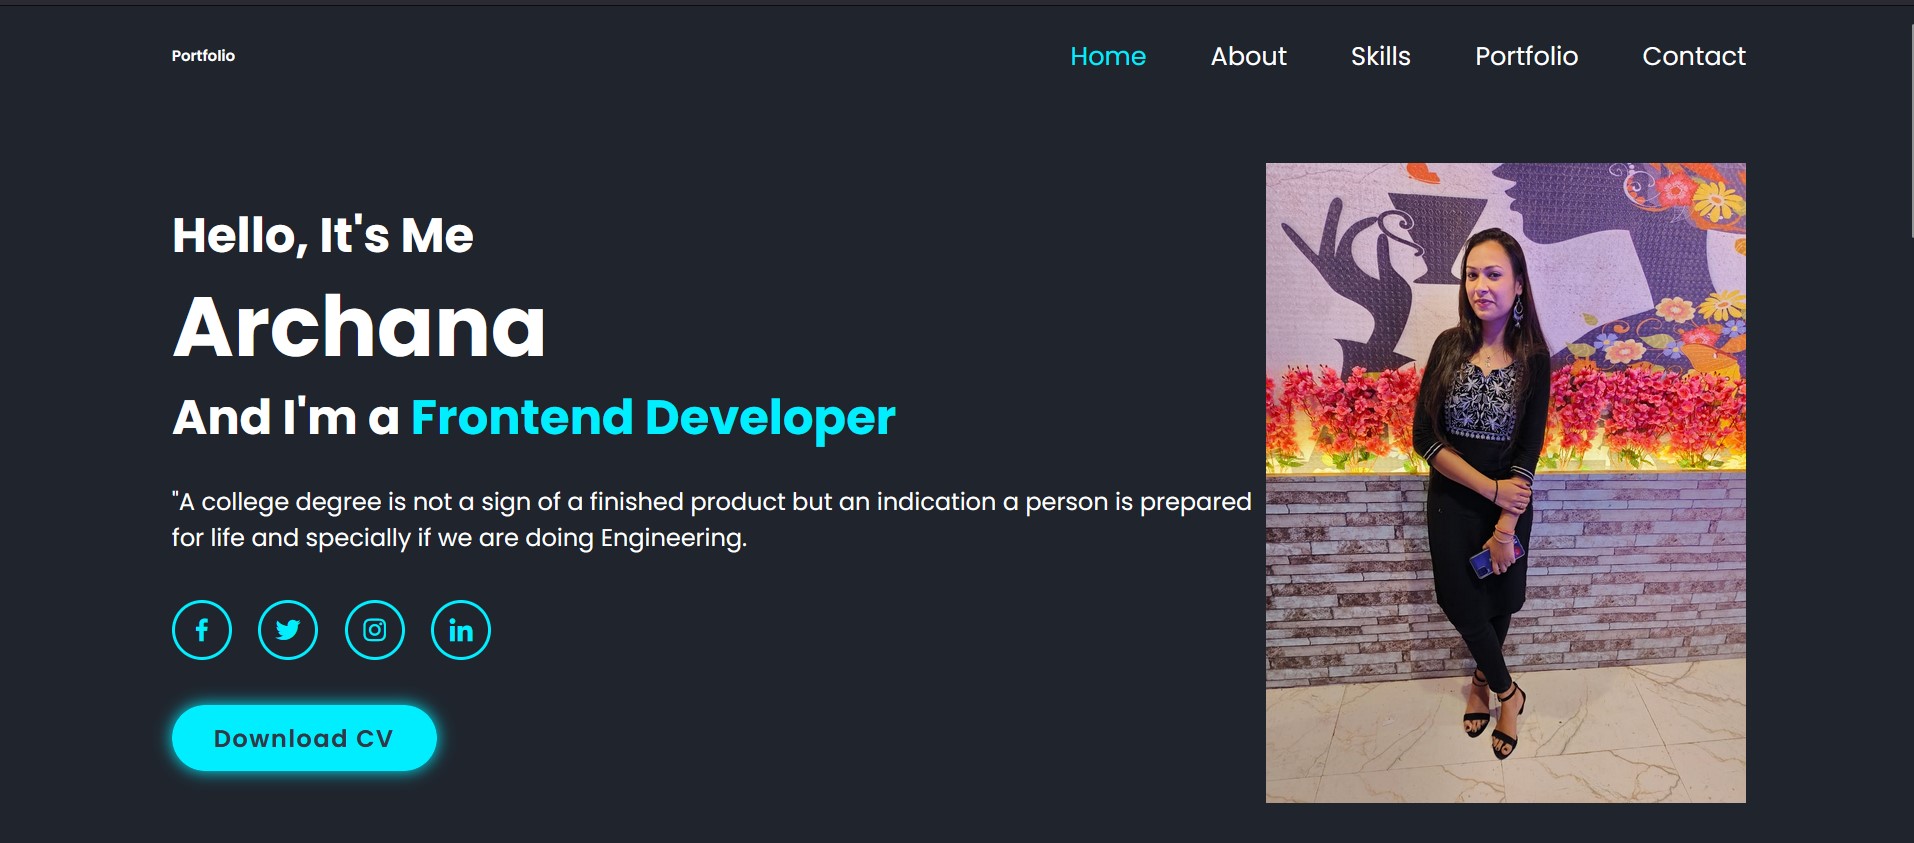 Portfolio
Home About Skills Portfolio Contact
Hello, It's Me
Archana
And I'm a Frontend Developer
"A college degree is not a sign of a finished product but an indication a person is prepared
for life and specially if we are doing Engineering.
Download CV